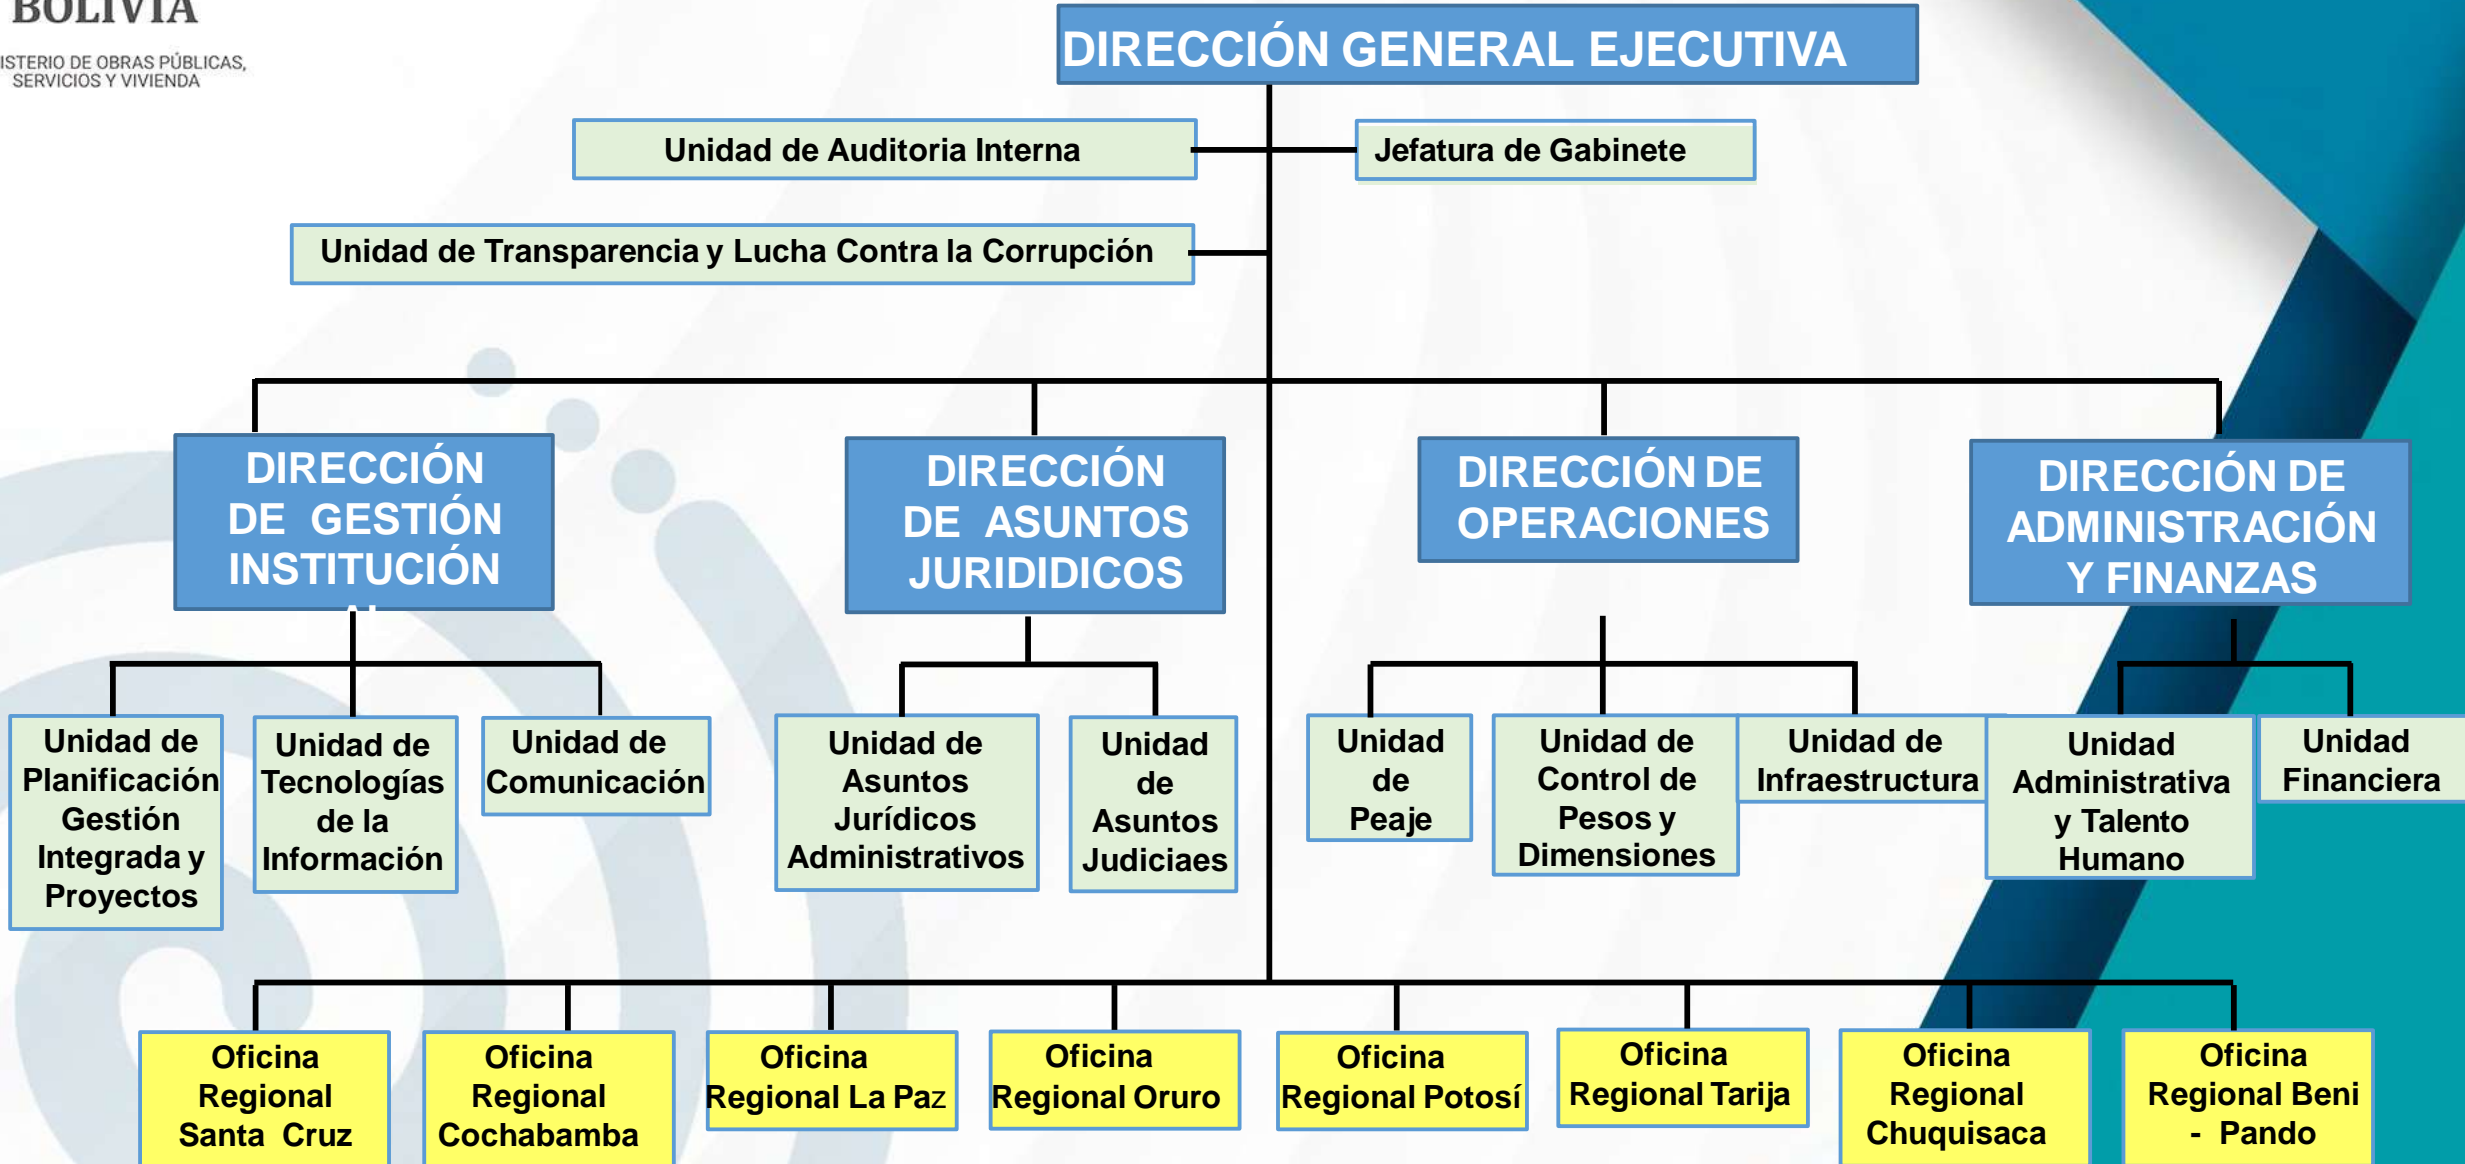 BOLIVIA
ISTERIO DE OBRAS PÚBLICAS,
SERVICIOS Y VIVIENDA
DIRECCIÓN GENERAL EJECUTIVA
Unidad de Auditoria Interna
Jefatura de Gabinete
Unidad de Transparencia y Lucha Contra la Corrupción
DIRECCIÓN
DE GESTIÓN
INSTITUCIÓN
DIRECCIÓN
DE ASUNTOS
JURIDIDICOS
DIRECCIÓN DE
OPERACIONES
DIRECCIÓN DE
ADMINISTRACIÓN
Y FINANZAS
Unidad de
Planificación
Gestión
Integrada y
Proyectos
Unidad de
Tecnologías
de la
Información
Unidad de
Comunicación
Unidad de
Asuntos
Jurídicos
Administrativos
Unidad
de
Asuntos
Judiciaes
Unidad
de
Peaje
Unidad de
Control de
Pesos y
Dimensiones
Unidad de
Infraestructura
Unidad
Administrativa
y Talento
Humano
Unidad
Financiera
Oficina
Regional
Santa Cruz
Oficina
Regional
Cochabamba
Oficina
Regional La Paz
Oficina
Regional Oruro
Oficina
Regional Potosí
Oficina
Regional Tarija
Oficina
Regional
Chuquisaca
Oficina
Regional Beni
- Pando